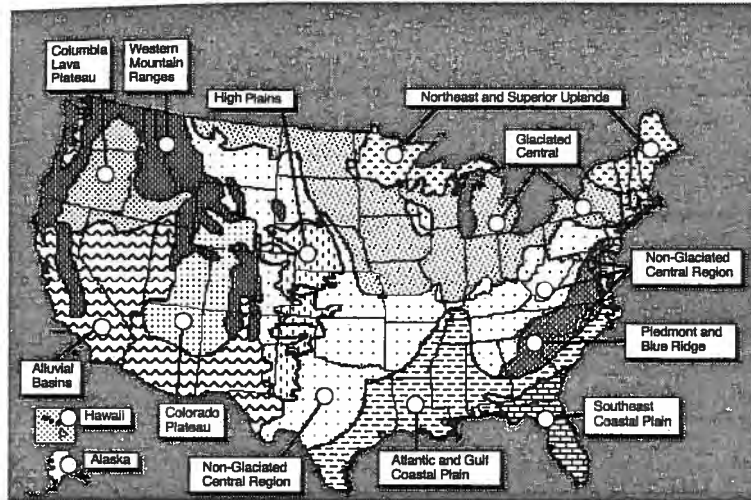 Columbia
Lava
Plateau
Western
Mountain
Ranges
High Plains
Northeast and Superior Uplands
Glaciated
Central
Non-Glaciated
Central Region
Piedmont and
Blue Ridge
Southeast
Coastal Plain
Alluvial
Basins
Hawaii
Alaska
Colorado
Plateau
Non-Glaciated
Central Region
Atlantic and Gulf
Coastal Plain